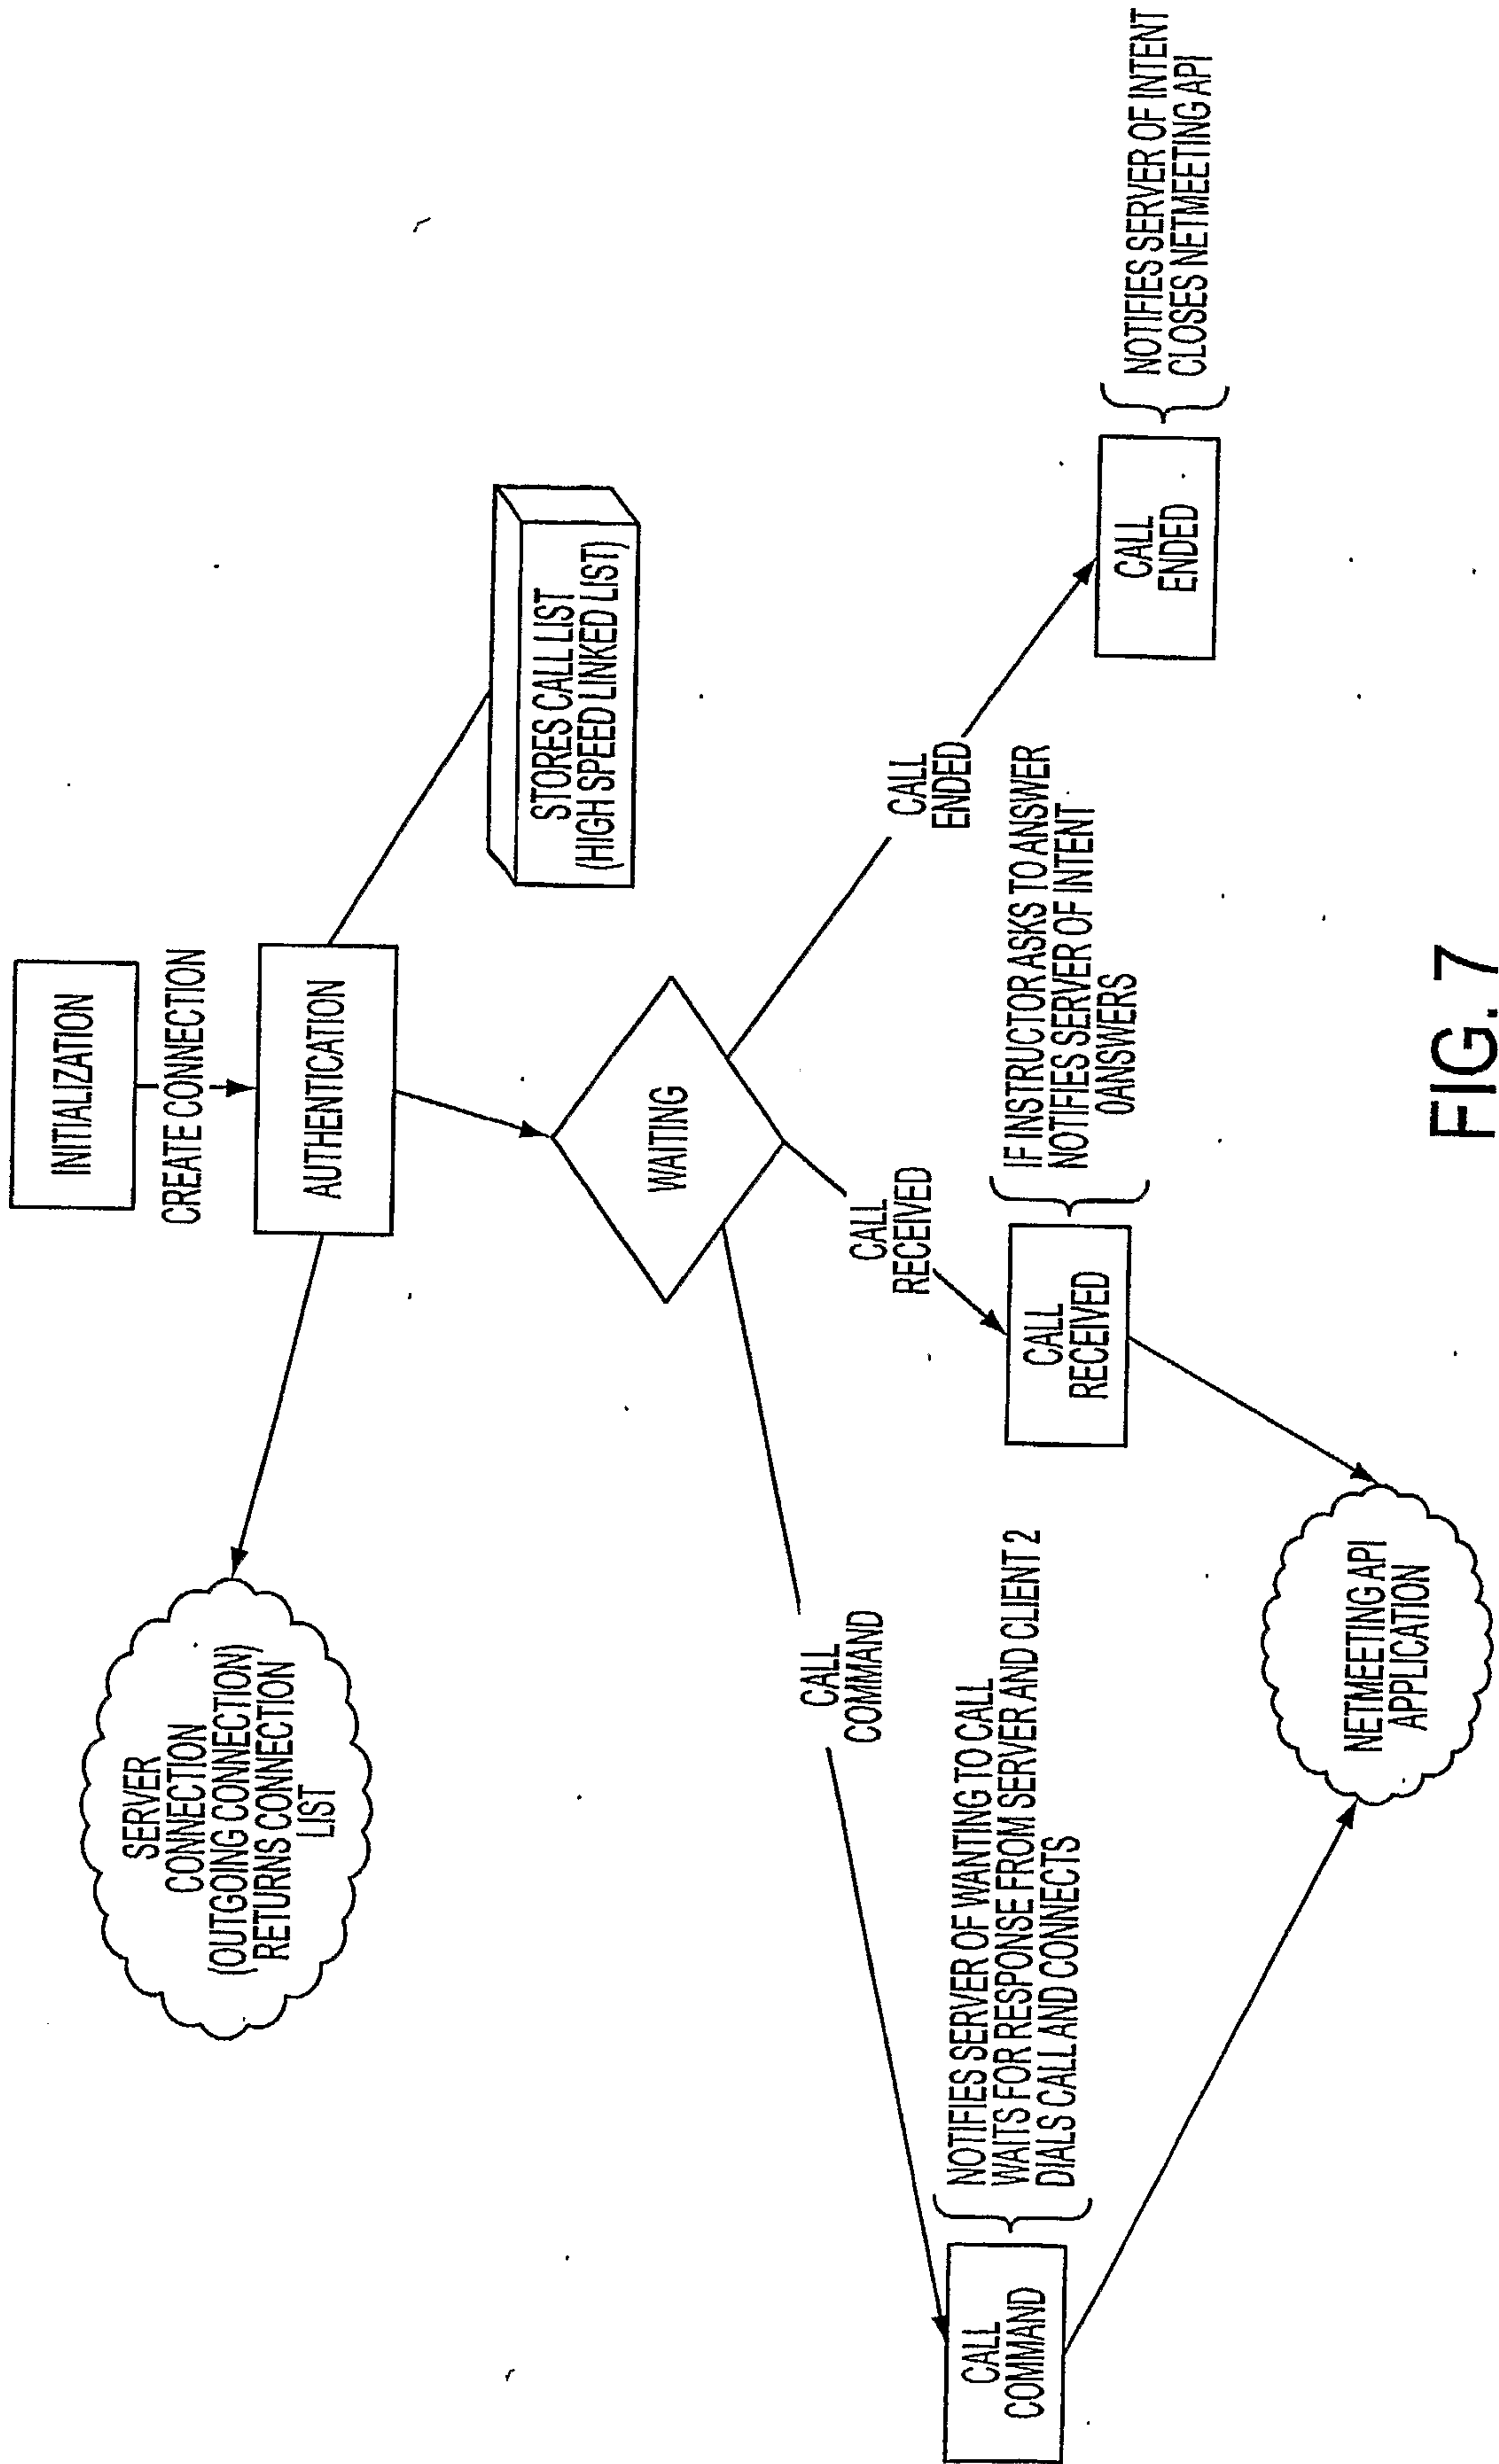 INITIALIZATION
CREATE CONNECTION
AUTHENTICATION
SERVER
CONNECTION
(OUTGOING CONNECTION)
RETURNS CONNECTION
LIST
STORES CALL LIST
(HIGH SPEED LINKED LIST)
WAITING
CALL
COMMAND
CALL
RECEIVED
CALL
ENDED
CALL
COMMAND
NOTIFIES SERVER OF WANTING TO CALL
WAITS FOR RESPONSE FROM SERVER AND CLIENT 2
DIALS CALL AND CONNECTS
CALL
RECEIVED
IF INSTRUCTOR ASKS TO ANSWER
NOTIFIES SERVER OF INTENT
0ANSWERS
CALL
ENDED
NOTIFIES SERVER OF INTENT
CLOSES NETMEETING API
NETMEETING API
APPLICATION
FIG. 7